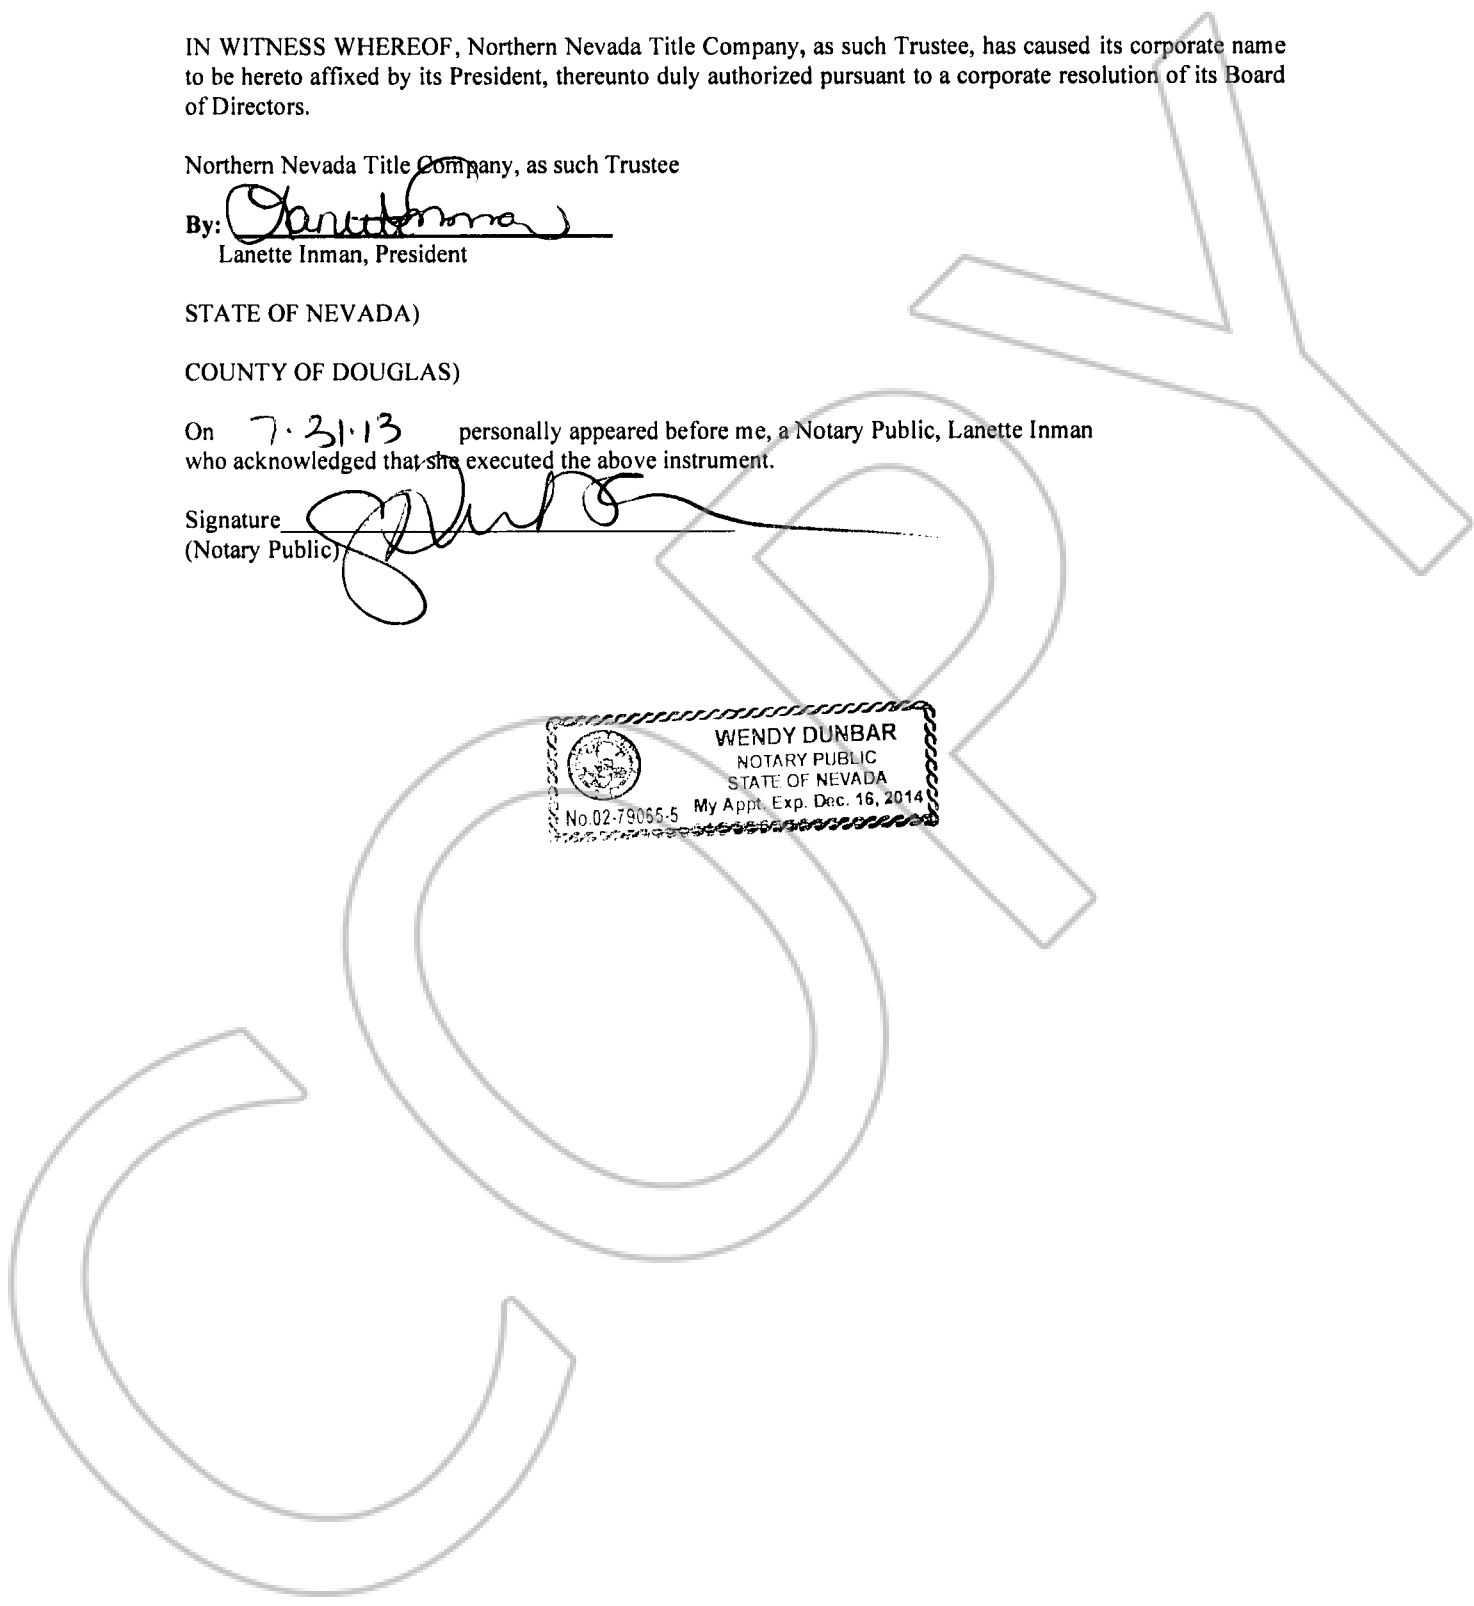 IN WITNESS WHEREOF, Northern Nevada Title Company, as such Trustee, has caused its corporate name
to be hereto affixed by its President, thereunto duly authorized pursuant to a corporate resolution of its Board
of Directors.
Northern Nevada Title Company, as such Trustee
By: Lanette Inman
Lanette Inman, President
STATE OF NEVADA)
COUNTY OF DOUGLAS)
On 7·31·13 personally appeared before me, a Notary Public, Lanette Inman
who acknowledged that she executed the above instrument.
Signature
(Notary Public)
WENDY DUNBAR
NOTARY PUBLIC
STATE OF NEVADA
My Appt. Exp. Dec. 16, 2014
No.02-79065-5
COPY